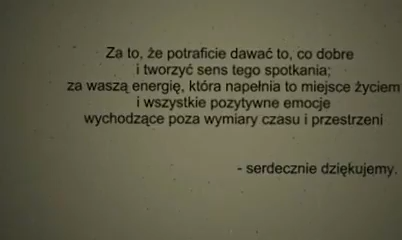 Za to, że potraficie dawać to, co dobre
i tworzyć sens tego spotkania;
za waszą energię, która napełnia to miejsce życiem
i wszystkie pozytywne emocje
wychodzące poza wymiary czasu i przestrzeni
- serdecznie dziękujemy.